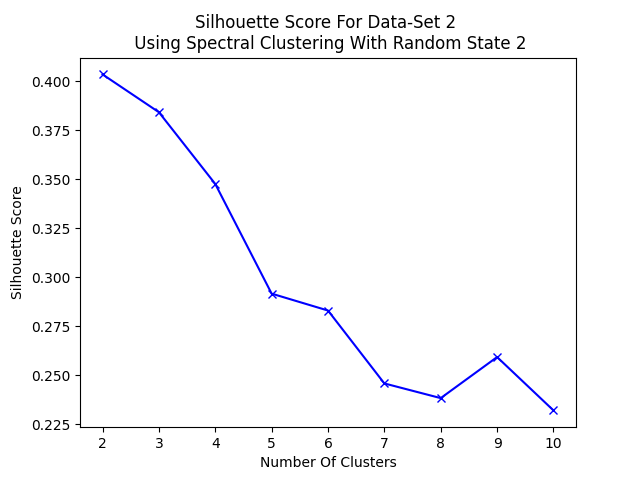 Silhouette Score For Data-Set 2
Using Spectral Clustering With Random State 2
Silhouette Score
0.400
0.375
0.350
0.325
0.300
0.275
0.250
0.225
2 3 4 5 6 7 8 9 10
Number Of Clusters